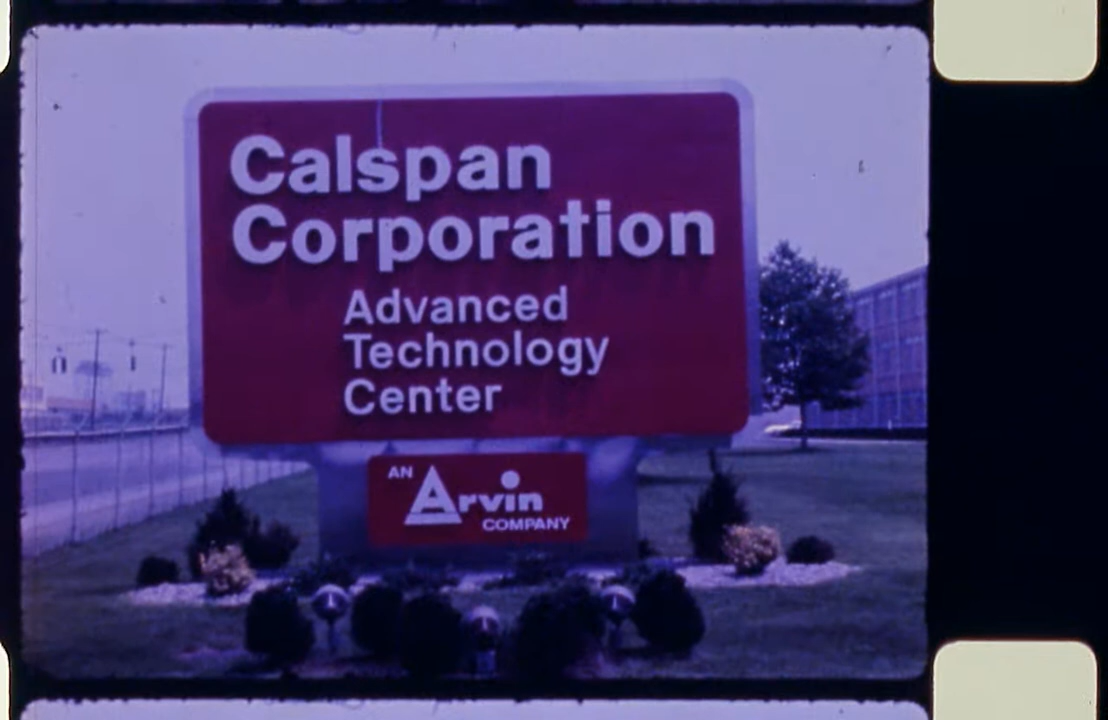 Calspan
Corporation
Advanced
Technology
Center
AN Arvin
COMPANY